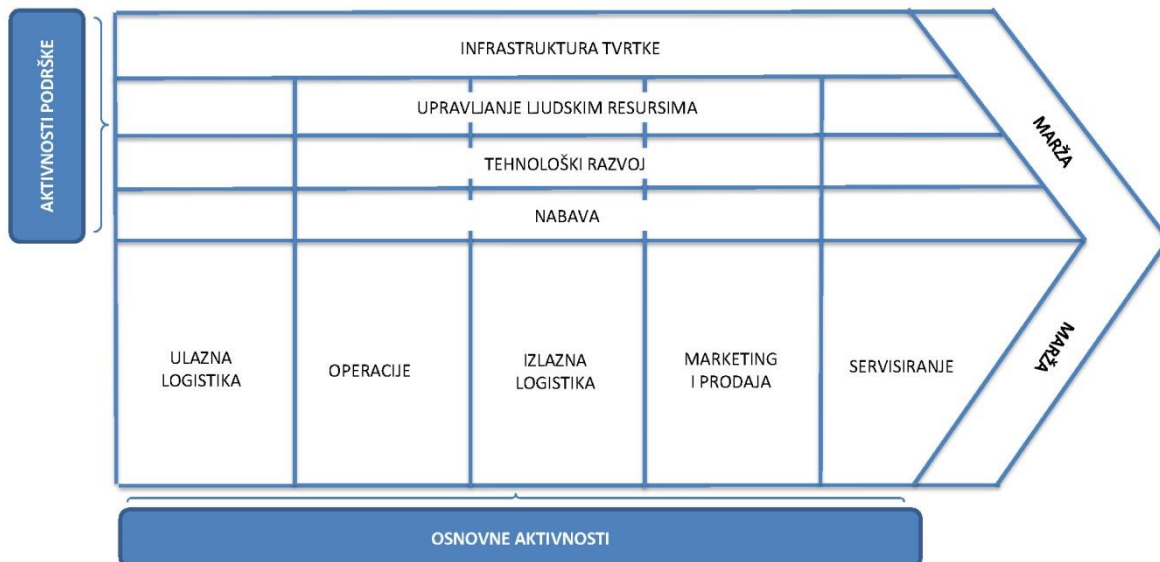 AKTIVNOSTI PODRŠKE
INFRASTRUKTURA TVRTKE
UPRAVLJANJE LJUDSKIM RESURSIMA
TEHNOLOŠKI RAZVOJ
NABAVA
MARŽA
ULAZNA
LOGISTIKA
OPERACIJE
IZLAZNA
LOGISTIKA
MARKETING
I PRODAJA
SERVISIRANJE
MARŽA
OSNOVNE AKTIVNOSTI